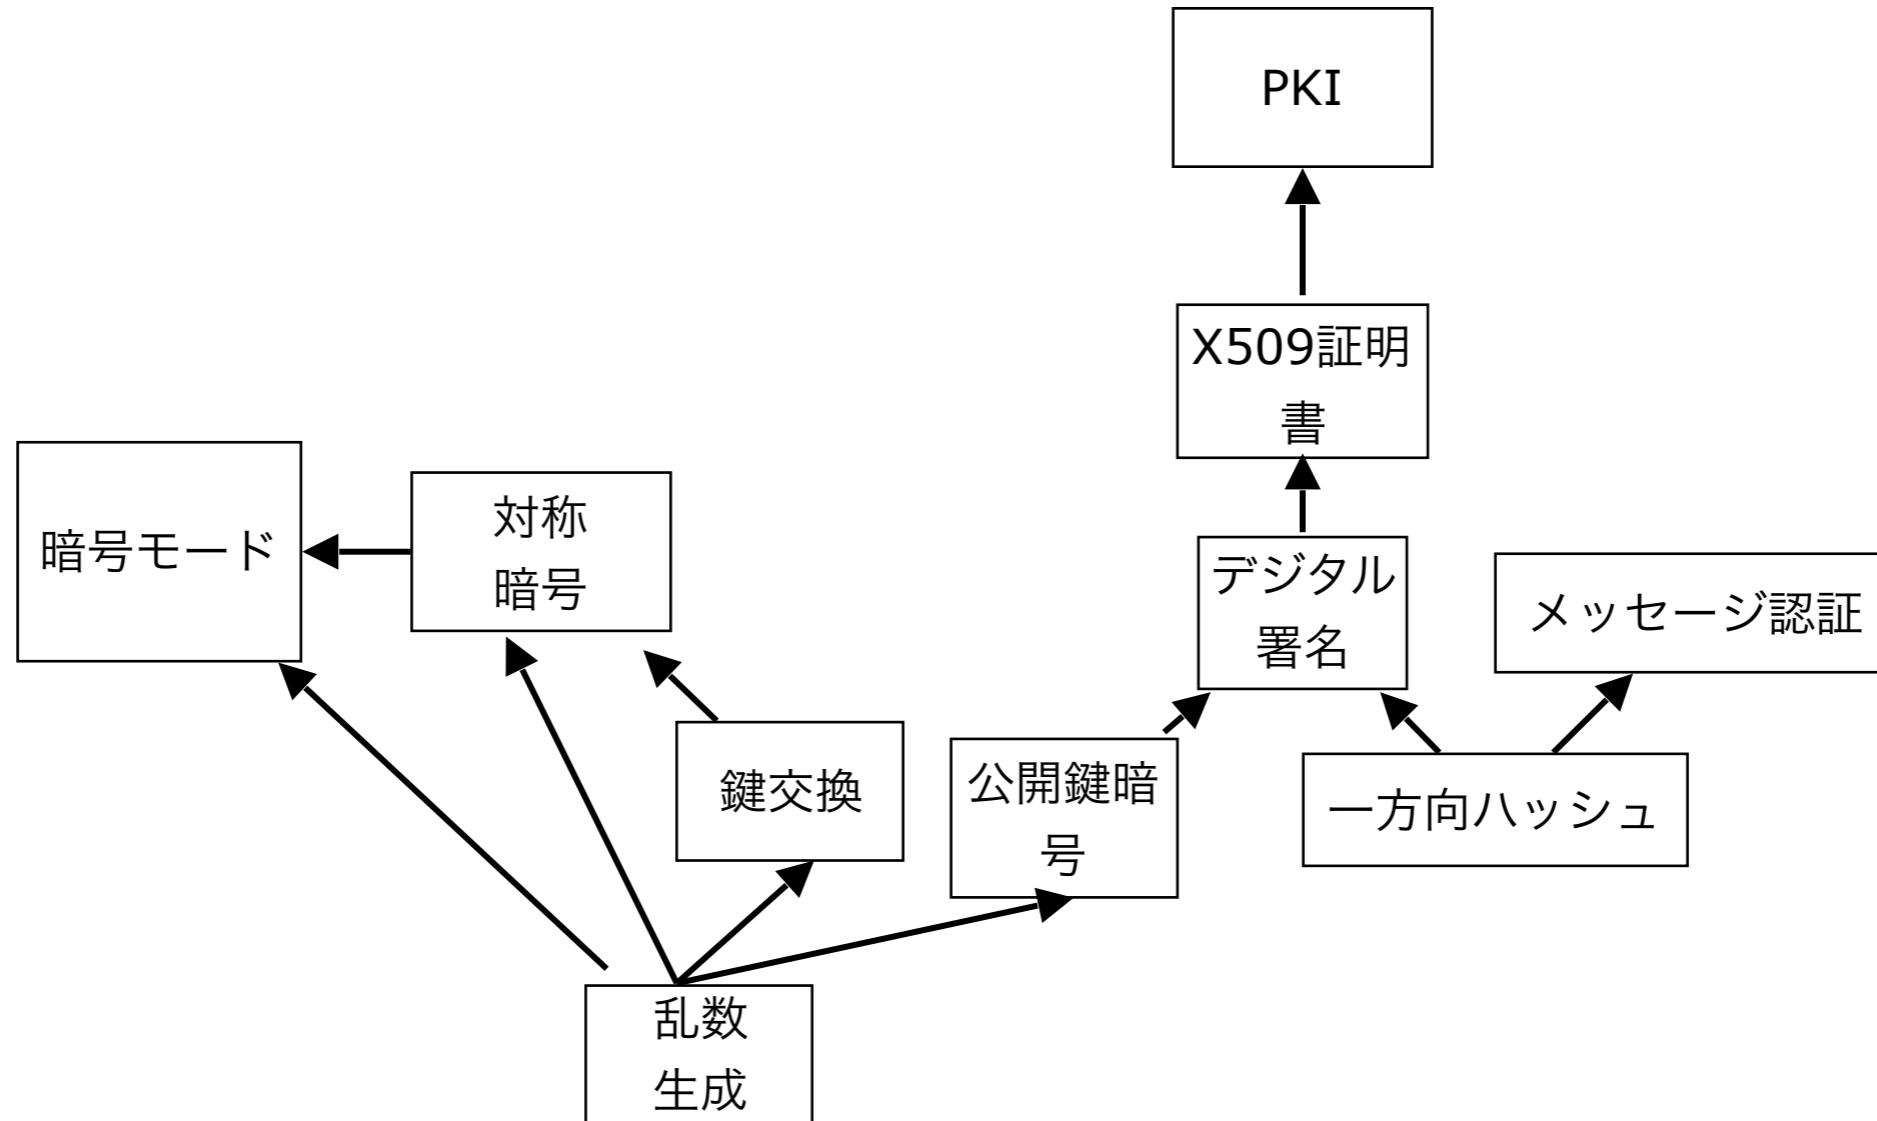 PKI
X509証明
書
暗号モード
対称
暗号
デジタル
署名
メッセージ認証
鍵交換
公開鍵暗
号
一方向ハッシュ
乱数
生成